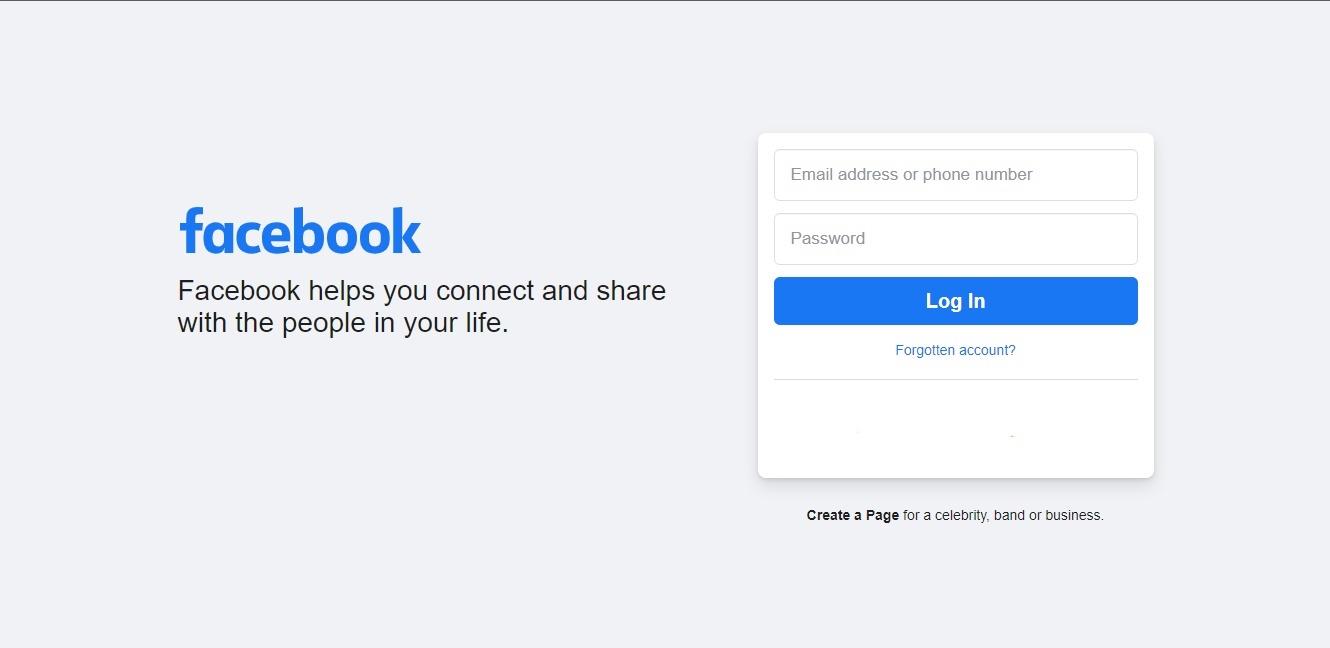 facebook
Facebook helps you connect and share
with the people in your life.
Email address or phone number
Password
Log In
Forgotten account?
Create a Page for a celebrity, band or business.